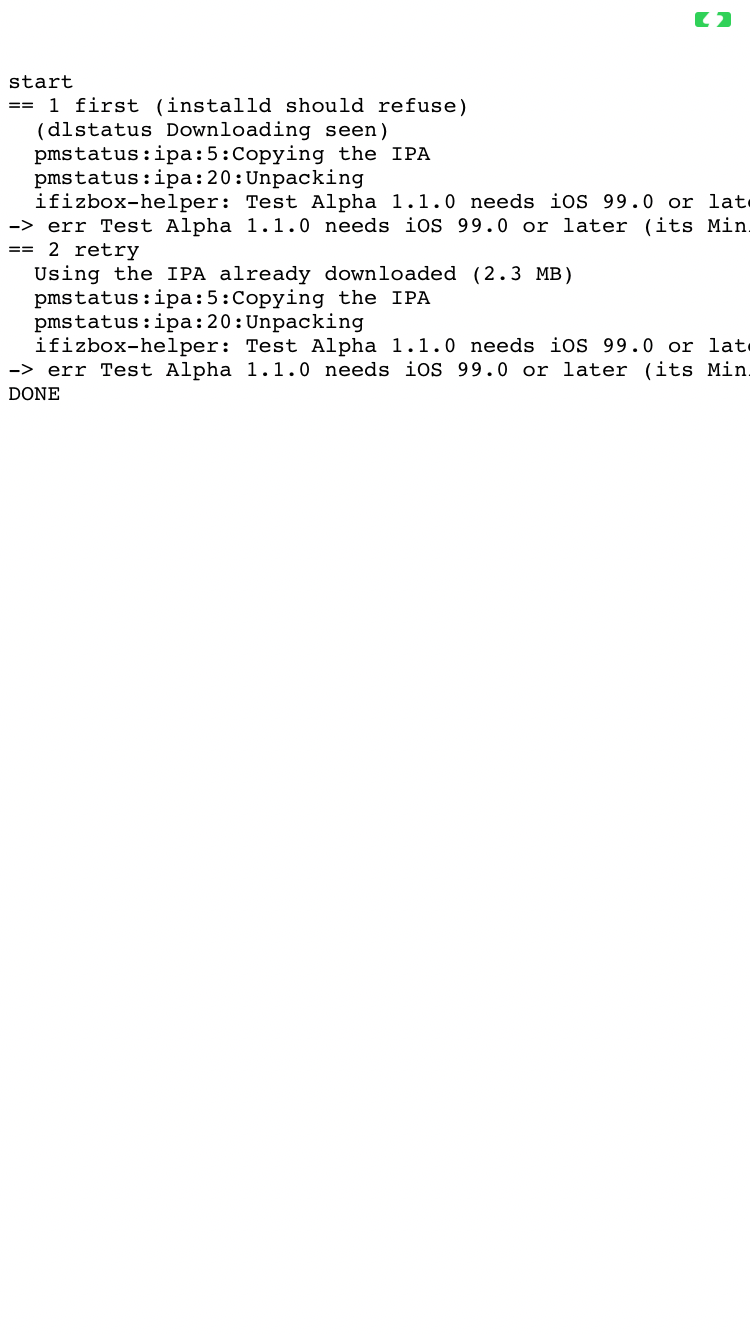 start
== 1 first (installd should refuse)
(dlstatus Downloading seen)
pmstatus:ipa:5:Copying the IPA
pmstatus:ipa:20:Unpacking
ifizbox-helper: Test Alpha 1.1.0 needs iOS 99.0 or late
-> err Test Alpha 1.1.0 needs iOS 99.0 or later (its Min
== 2 retry
Using the IPA already downloaded (2.3 MB)
pmstatus:ipa:5:Copying the IPA
pmstatus:ipa:20:Unpacking
ifizbox-helper: Test Alpha 1.1.0 needs iOS 99.0 or late
-> err Test Alpha 1.1.0 needs iOS 99.0 or later (its Min
DONE